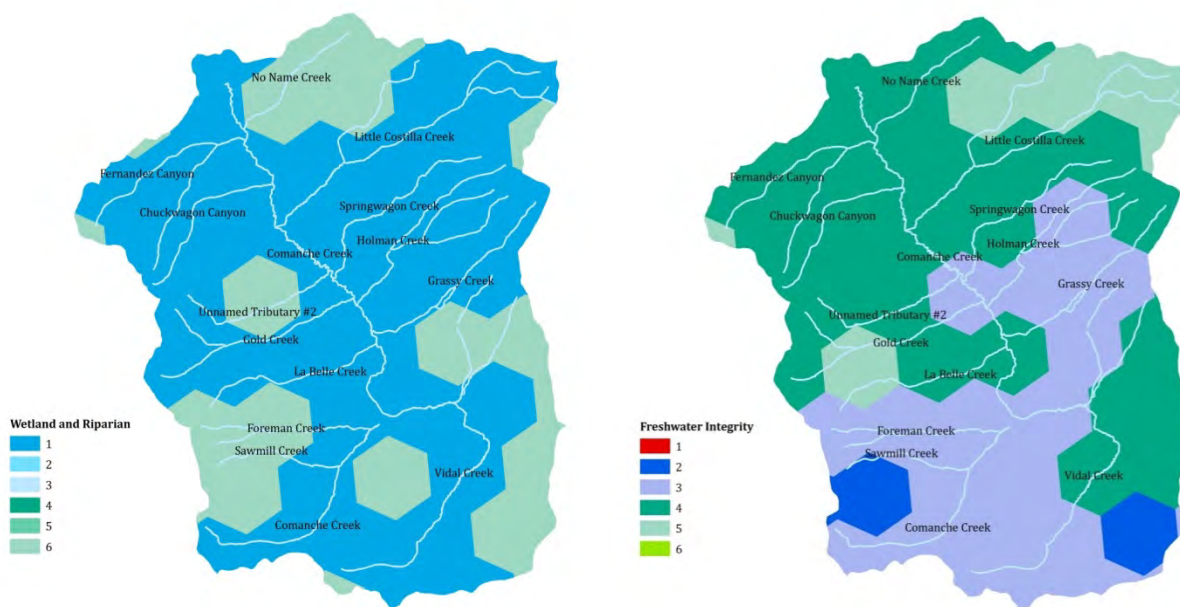 No Name Creek
Little Costilla Creek
Fernandez Canyon
Chuckwagon Canyon
Springwagon Creek
Holman Creek
Comanche Creek
Grassy Creek
Unnamed Tributary #2
Gold Creek
La Belle Creek
Foreman Creek
Sawmill Creek
Vidal Creek
Comanche Creek
Wetland and Riparian
1
2
3
4
5
6
No Name Creek
Little Costilla Creek
Fernandez Canyon
Chuckwagon Canyon
Springwagon Creek
Holman Creek
Comanche Creek
Grassy Creek
Unnamed Tributary #2
Gold Creek
La Belle Creek
Foreman Creek
Sawmill Creek
Vidal Creek
Comanche Creek
Freshwater Integrity
1
2
3
4
5
6